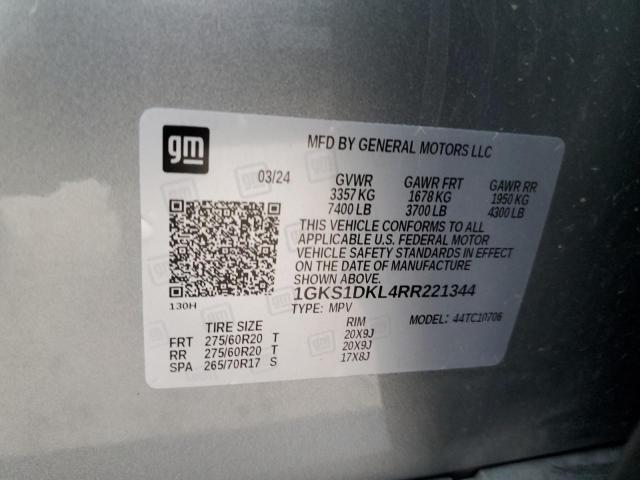 gm
MFD BY GENERAL MOTORS LLC
03/24
GVWR GAWR FRT GAWR RR
3357 KG 1678 KG 1950 KG
7400 LB 3700 LB 4300 LB
THIS VEHICLE CONFORMS TO ALL
APPLICABLE U.S. FEDERAL MOTOR
VEHICLE SAFETY STANDARDS IN EFFECT
ON THE DATE OF MANUFACTURE
SHOWN ABOVE.
1GKS1DKL4RR221344
130H
TYPE: MPV MODEL: 44TC10706
TIRE SIZE RIM
FRT 275/60R20 T 20X9J
RR 275/60R20 T 20X9J
SPA 265/70R17 S 17X8J